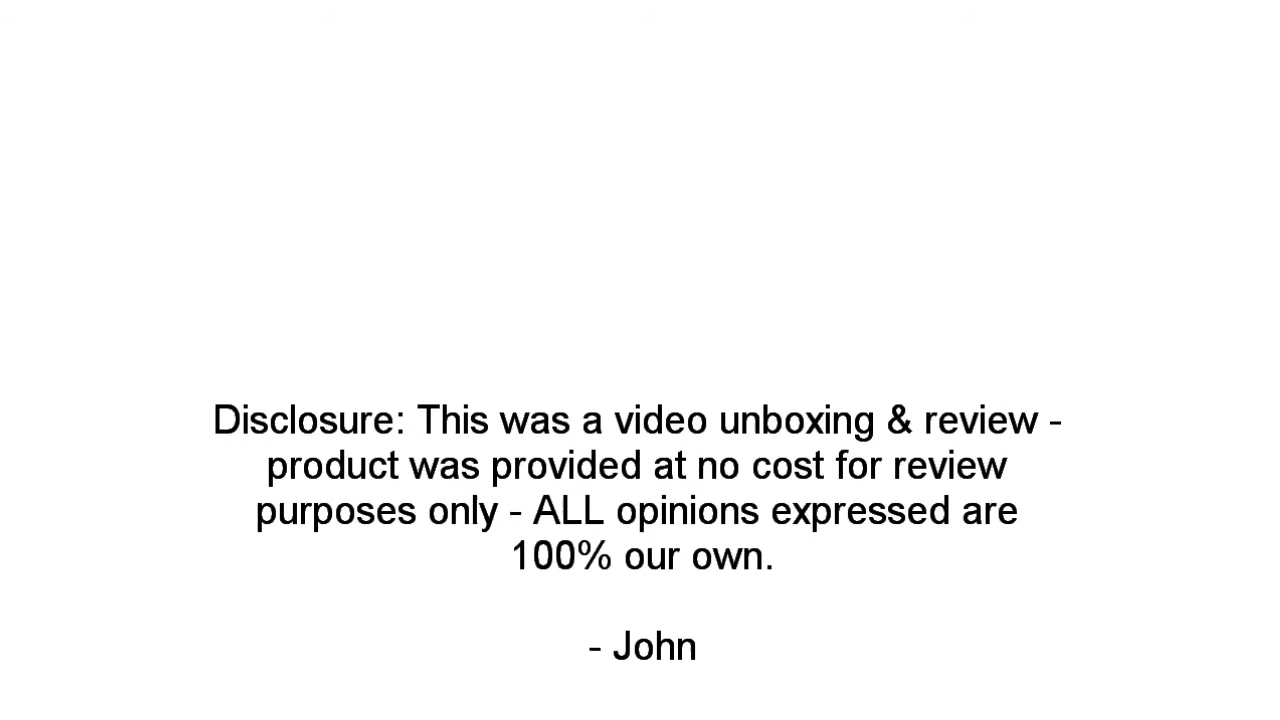 Disclosure: This was a video unboxing & review -
product was provided at no cost for review
purposes only - ALL opinions expressed are
100% our own.
- John